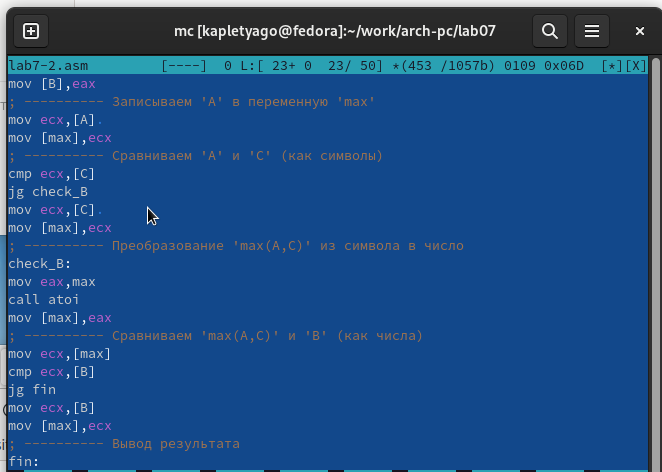 mc [kapletyago@fedora]:~/work/arch-pc/lab07
lab7-2.asm [----] 0 L:[ 23+ 0 23/ 50] *(453 /1057b) 0109 0x06D [*][X]
mov [B],eax
; ---------- Записываем 'A' в переменную 'max'
mov ecx,[A].
mov [max],ecx
; ---------- Сравниваем 'A' и 'С' (как символы)
cmp ecx,[C]
jg check_B
mov ecx,[C].
mov [max],ecx
; ---------- Преобразование 'max(A,C)' из символа в число
check_B:
mov eax,max
call atoi
mov [max],eax
; ---------- Сравниваем 'max(A,C)' и 'B' (как числа)
mov ecx,[max]
cmp ecx,[B]
jg fin
mov ecx,[B]
mov [max],ecx
; ---------- Вывод результата
fin: